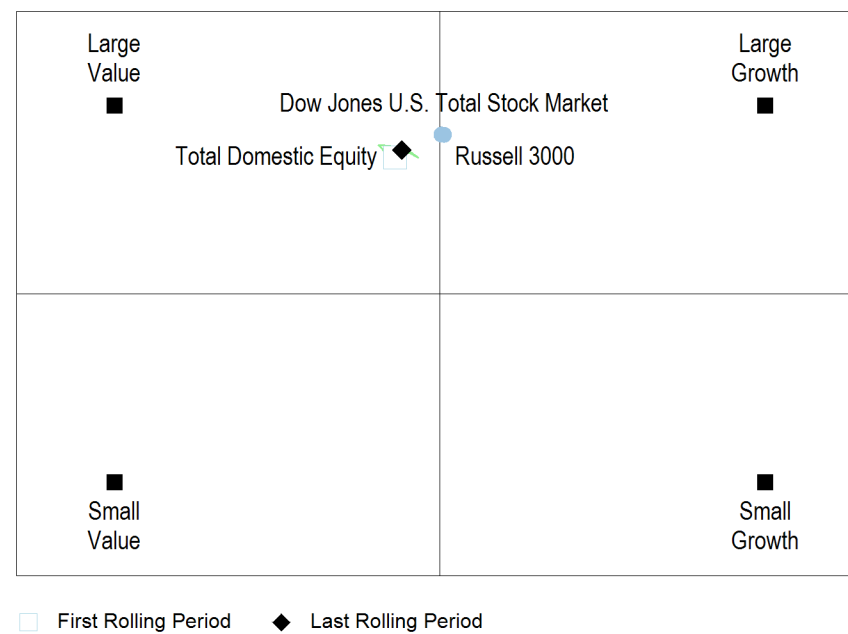 Large
Value
Large
Growth
Dow Jones U.S. Total Stock Market
Total Domestic Equity
Russell 3000
Small
Value
Small
Growth
First Rolling Period
Last Rolling Period